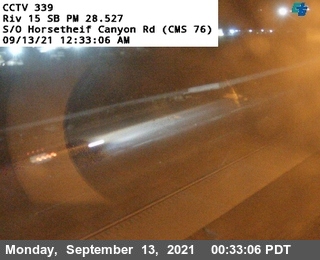 CCTV 339
Riv 15 SB PM 28.527
S/O Horsetheif Canyon Rd (CMS 76)
09/13/21 12:33:06 AM
Monday, September 13, 2021 00:33:06 PDT